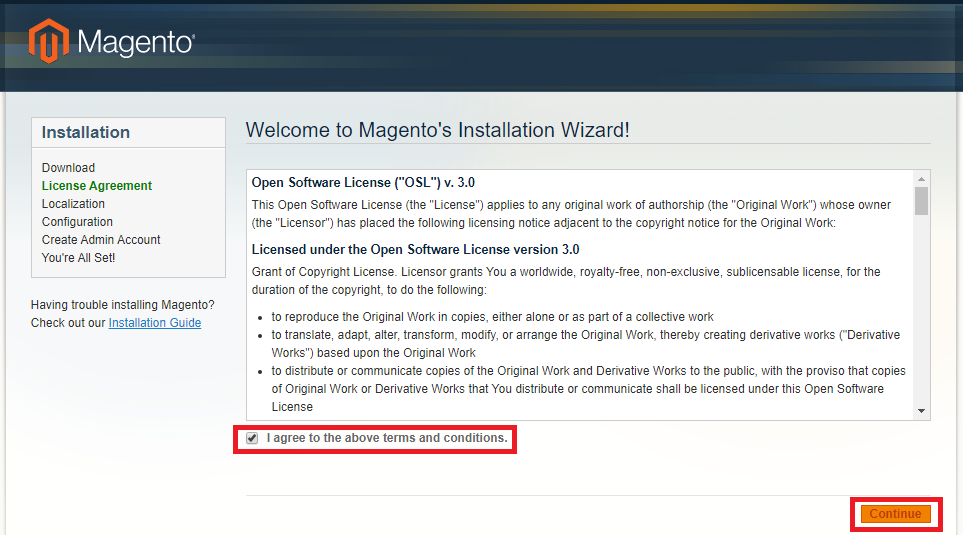 Magento
Installation
Download
License Agreement
Localization
Configuration
Create Admin Account
You're All Set!
Having trouble installing Magento?
Check out our Installation Guide
Welcome to Magento's Installation Wizard!
Open Software License ("OSL") v. 3.0
This Open Software License (the "License") applies to any original work of authorship (the "Original Work") whose owner
(the "Licensor") has placed the following licensing notice adjacent to the copyright notice for the Original Work:
Licensed under the Open Software License version 3.0
Grant of Copyright License. Licensor grants You a worldwide, royalty-free, non-exclusive, sublicensable license, for the
duration of the copyright, to do the following:
• to reproduce the Original Work in copies, either alone or as part of a collective work
• to translate, adapt, alter, transform, modify, or arrange the Original Work, thereby creating derivative works ("Derivative
Works") based upon the Original Work
• to distribute or communicate copies of the Original Work and Derivative Works to the public, with the proviso that copies
of Original Work or Derivative Works that You distribute or communicate shall be licensed under this Open Software
License
I agree to the above terms and conditions.
Continue